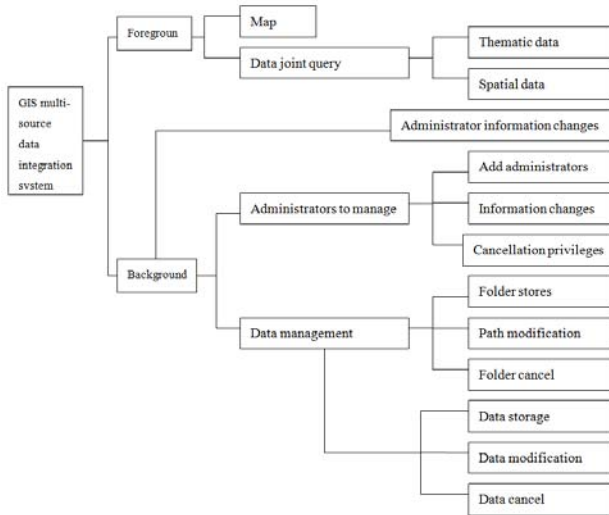 Foregroun
Map
Data joint query
Thematic data
Spatial data
GIS multi-
source
data
integration
system
Administrator information changes
Background
Administrators to manage
Add administrators
Information changes
Cancellation privileges
Data management
Folder stores
Path modification
Folder cancel
Data storage
Data modification
Data cancel